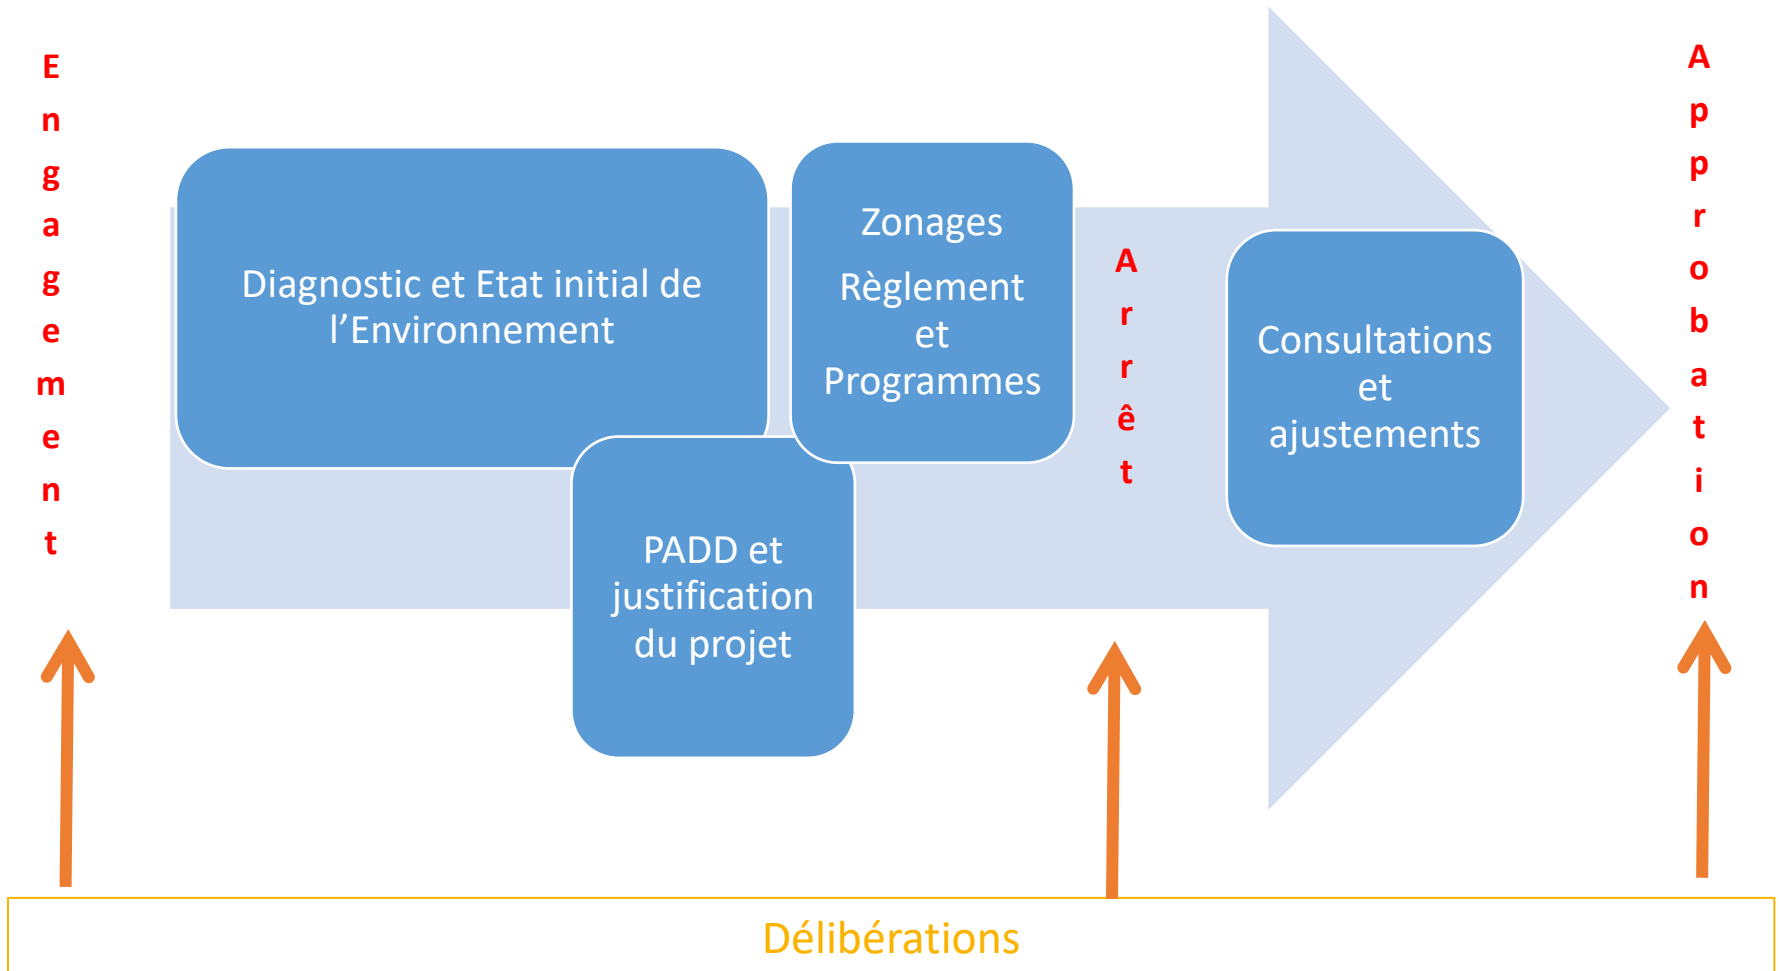 Engagement
Diagnostic et Etat initial de
l’Environnement
PADD et
justification
du projet
Zonages
Règlement
et
Programmes
Arrêt
Consultations
et
ajustements
Approbation
Délibérations